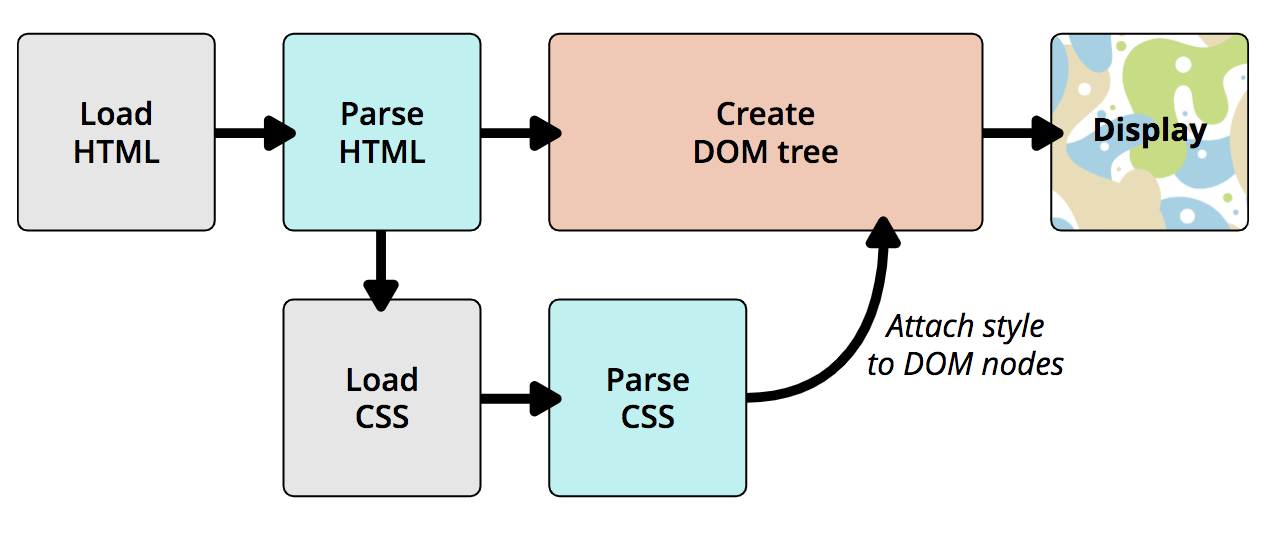 Load
HTML
Parse
HTML
Create
DOM tree
Display
Load
CSS
Parse
CSS
Attach style
to DOM nodes